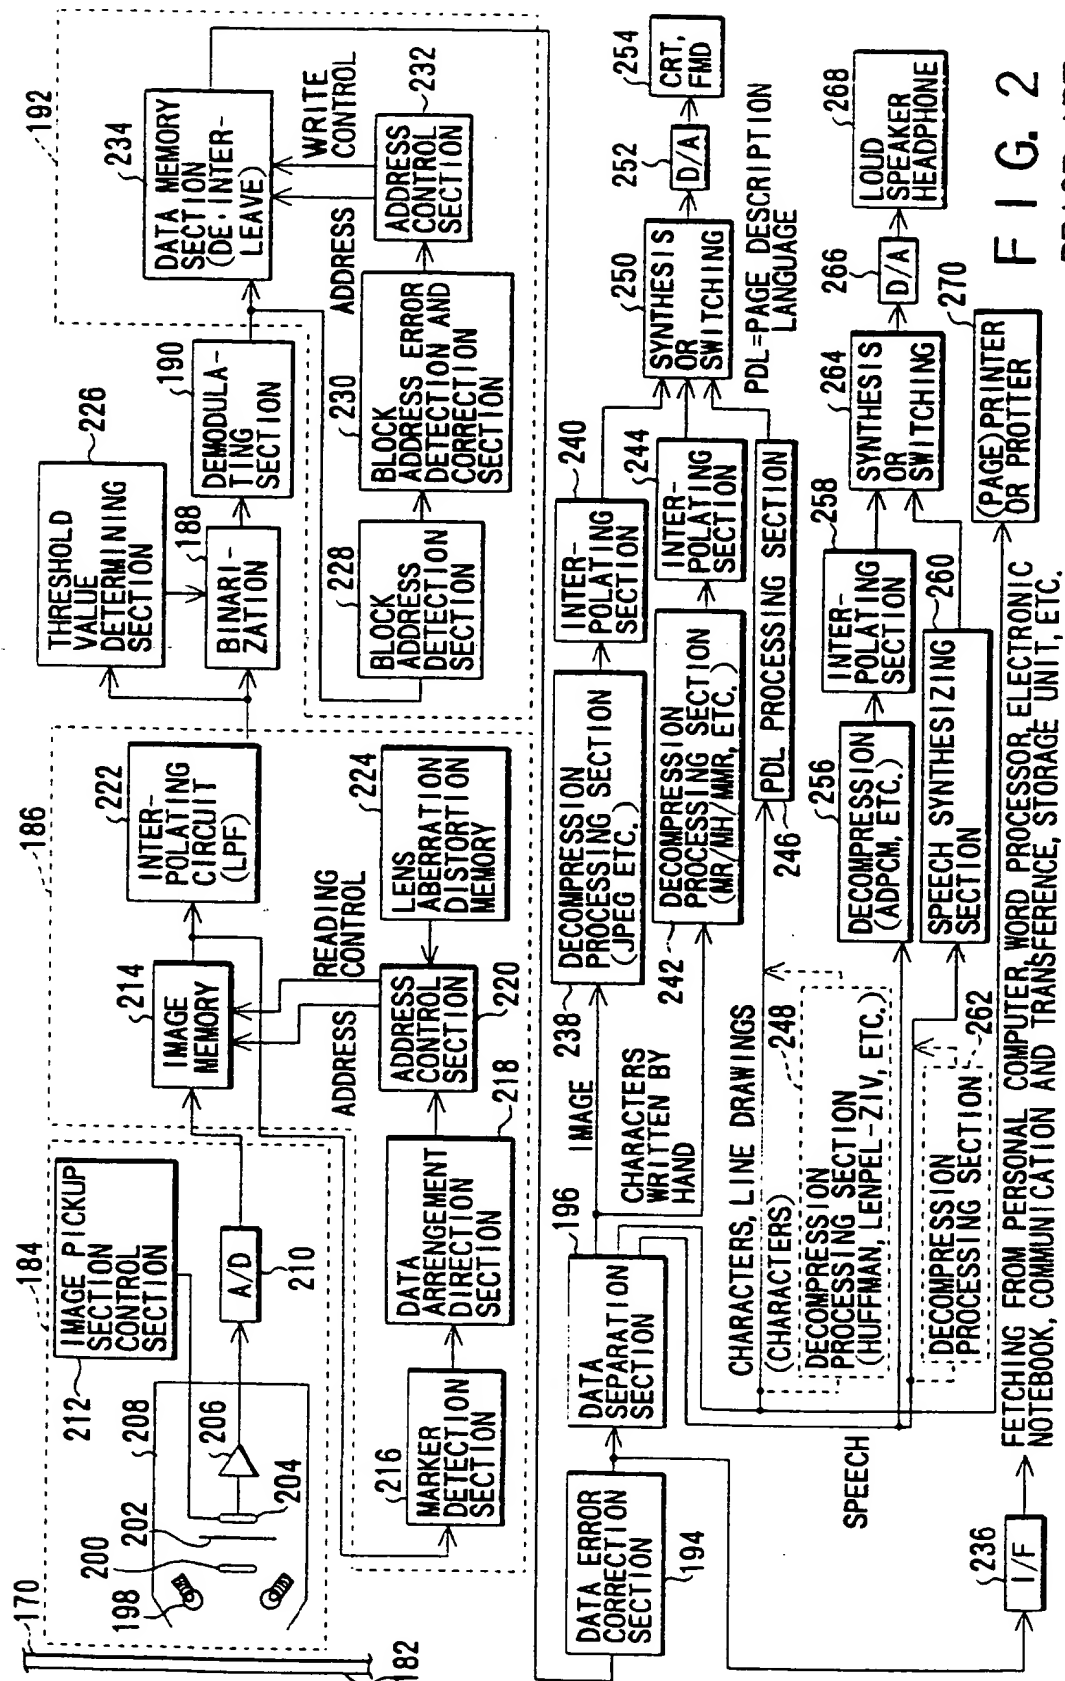 170
182
184
IMAGE PICKUP
SECTION
CONTROL
SECTION
212
208
206
204
202
200
198
A/D
210
186
214
IMAGE
MEMORY
222
INTER-
POLATING
CIRCUIT
(LPF)
READING
CONTROL
ADDRESS
224
LENS
ABERRATION
DISTORTION
MEMORY
ADDRESS
CONTROL
SECTION
220
218
DATA
ARRENGEMENT
DIRECTION
SECTION
216
MARKER
DETECTION
SECTION
226
THRESHOLD
VALUE
DETERMINING
SECTION
188
BINARI-
ZATION
190
DEMODULA-
TING
SECTION
192
234
DATA MEMORY
SECTION
(DE·INTER-
LEAVE)
WRITE
CONTROL
ADDRESS
232
ADDRESS
CONTROL
SECTION
230
BLOCK
ADDRESS ERROR
DETECTION AND
CORRECTION
SECTION
228
BLOCK
ADDRESS
DETECTION
SECTION
DATA ERROR
CORRECTION
SECTION
194
196
DATA
SEPARATION
SECTION
IMAGE
238
DECOMPRESSION
PROCESSING SECTION
(JPEG ETC.)
240
INTER-
POLATING
SECTION
CHARACTERS
WRITTEN BY
HAND
242
DECOMPRESSION
PROCESSING SECTION
(MR/MH/MMR, ETC.)
244
INTER-
POLATING
SECTION
CHARACTERS, LINE DRAWINGS
(CHARACTERS)
246
PDL PROCESSING SECTION
248
DECOMPRESSION
PROCESSING SECTION
(HUFFMAN, LENPEL-ZIV, ETC.)
250
SYNTHESIS
OR
SWITCHING
252
D/A
254
CRT,
FMD
PDL=PAGE DESCRIPTION
LANGUAGE
SPEECH
256
DECOMPRESSION
(ADPCM, ETC.)
258
INTER-
POLATING
SECTION
260
SPEECH SYNTHESIZING
SECTION
262
DECOMPRESSION
PROCESSING SECTION
264
SYNTHESIS
OR
SWITCHING
266
D/A
268
LOUD
SPEAKER
HEADPHONE
270
(PAGE)PRINTER
OR PROTTER
236
I/F
FETCHING FROM PERSONAL COMPUTER, WORD PROCESSOR, ELECTRONIC
NOTEBOOK, COMMUNICATION AND TRANSFERENCE, STORAGE UNIT, ETC.
FIG. 2